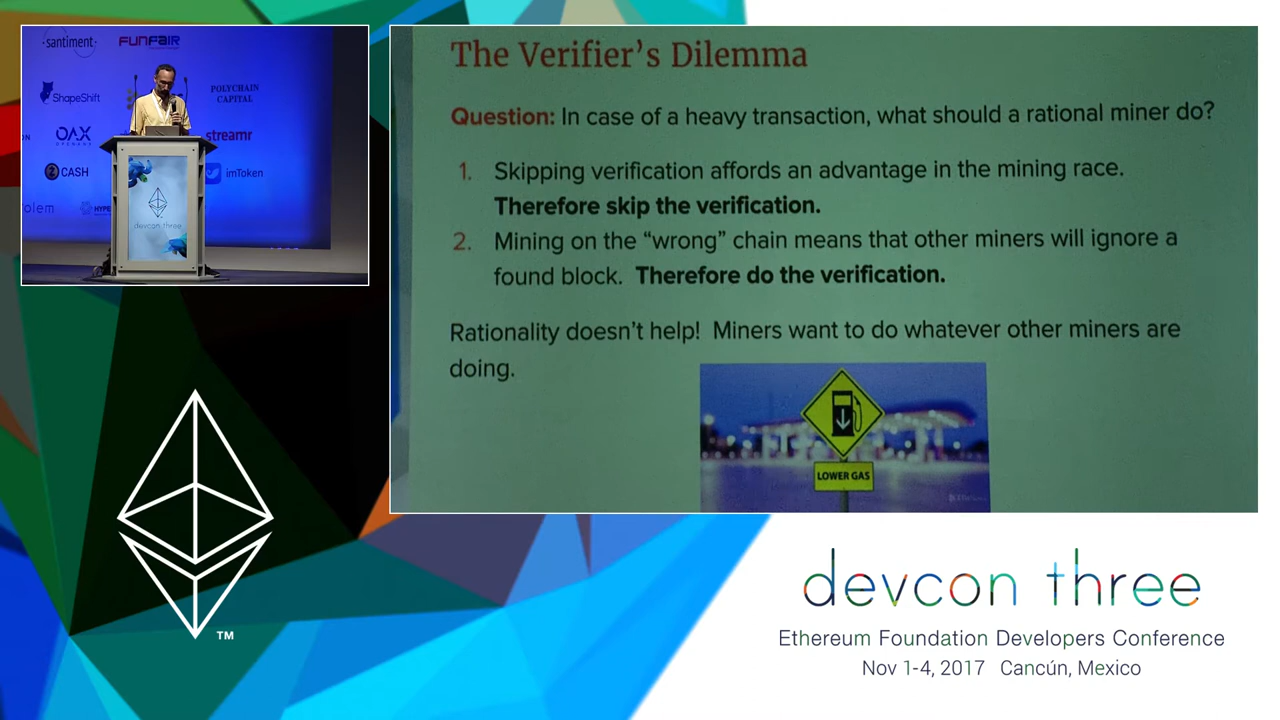 santiment
FUNFAIR
ShapeShift
POLYCHAIN
CAPITAL
OAX
streamr
CASH
imToken
devcon three
The Verifier's Dilemma
Question: In case of a heavy transaction, what should a rational miner do?
1. Skipping verification affords an advantage in the mining race.
Therefore skip the verification.
2. Mining on the “wrong” chain means that other miners will ignore a
found block. Therefore do the verification.
Rationality doesn't help! Miners want to do whatever other miners are
doing.
LOWER GAS
TM
devcon three
Ethereum Foundation Developers Conference
Nov 1-4, 2017 Cancún, Mexico